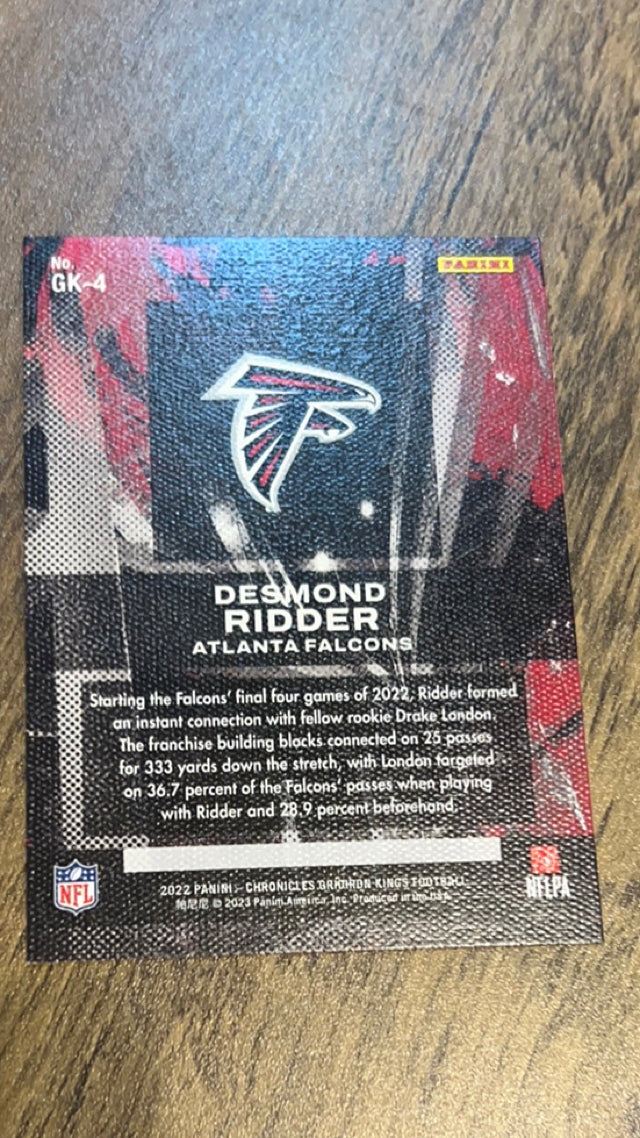 No.
GK-4
PANINI
DESMOND
RIDDER
ATLANTA FALCONS
Starting the Falcons' final four games of 2022, Ridder formed
an instant connection with fellow rookie Drake London.
The franchise building blocks connected on 25 passes
for 333 yards down the stretch, with London targeted
on 36.7 percent of the Falcons' passes when playing
with Ridder and 28.9 percent beforehand.
2022 PANINI - CHRONICLES GRIDIRON KINGS FOOTBALL
帕尼尼 © 2023 Panini America, Inc. Produced in the USA.
NFL
NFLPA